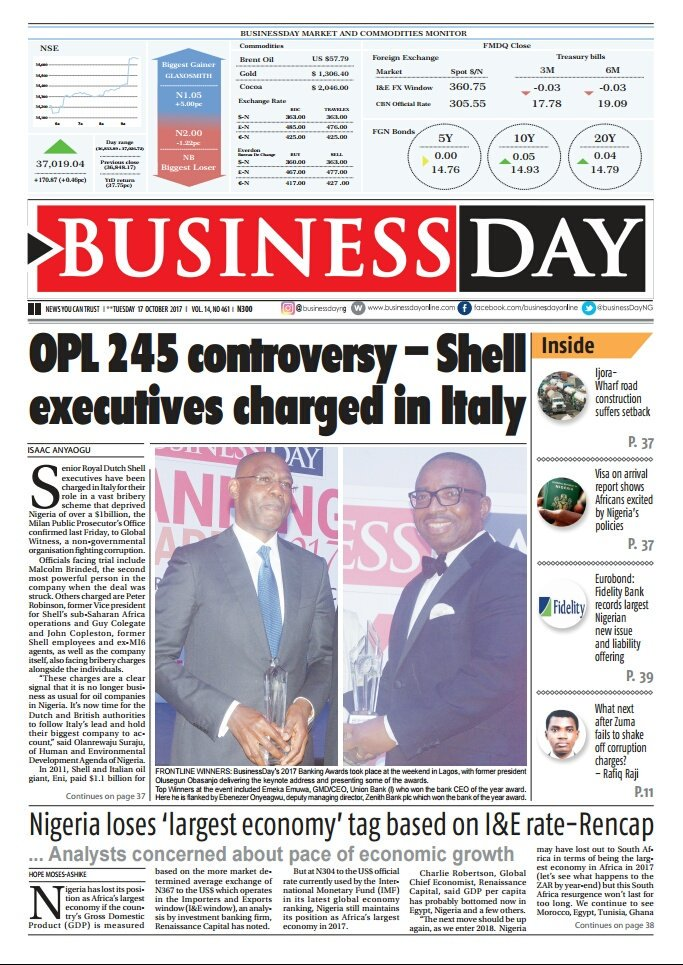 BUSINESSDAY MARKET AND COMMODITIES MONITOR
NSE
37,019.04
+170.87 (+0.46pc)
Day range
Previous close
(36,848.17)
YtD return
(37.75pc)
Biggest Gainer
GLAXOSMITH
N1.05
+5.00pc
N2.00
-1.22pc
NB
Biggest Loser
Commodities
Brent Oil US $57.79
Gold $ 1,306.40
Cocoa $ 2,046.00
Exchange Rate
BDC TRAVELEX
$-N 363.00 363.00
£-N 485.00 476.00
€-N 425.00 425.00
Everdon
Bureau De Change BUY SELL
$-N 360.00 363.00
£-N 467.00 477.00
€-N 417.00 427 .00
FMDQ Close
Foreign Exchange
Market Spot $/N
I&E FX Window 360.75
CBN Official Rate 305.55
Treasury bills
3M 6M
-0.03 -0.03
17.78 19.09
FGN Bonds
5Y
0.00
14.76
10Y
0.05
14.93
20Y
0.04
14.79
BUSINESS DAY
NEWS YOU CAN TRUST I **TUESDAY 17 OCTOBER 2017 I VOL. 14, NO 461 I N300
@businessdayng www.businessdayonline.com facebook.com/businesdayonline @businessDayNG
OPL 245 controversy – Shell
executives charged in Italy
ISAAC ANYAOGU
Senior Royal Dutch Shell
executives have been
charged in Italy for their
role in a vast bribery
scheme that deprived
Nigeria of over a $1billion, the
Milan Public Prosecutor's Office
confirmed last Friday, to Global
Witness, a non-governmental
organisation fighting corruption.
Officials facing trial include
Malcolm Brinded, the second
most powerful person in the
company when the deal was
struck. Others charged are Peter
Robinson, former Vice president
for Shell's sub-Saharan Africa
operations and Guy Colegate
and John Copleston, former
Shell employees and ex-MI6
agents, as well as the company
itself, also facing bribery charges
alongside the individuals.
"These charges are a clear
signal that it is no longer busi-
ness as usual for oil companies
in Nigeria. It's now time for the
Dutch and British authorities
to follow Italy's lead and hold
their biggest company to ac-
count," said Olanrewaju Suraju,
of Human and Environmental
Development Agenda of Nigeria.
In 2011, Shell and Italian oil
giant, Eni, paid $1.1 billion for
Continues on page 37
FRONTLINE WINNERS: BusinessDay's 2017 Banking Awards took place at the weekend in Lagos, with former president
Olusegun Obasanjo delivering the keynote address and presenting some of the awards.
Top Winners at the event included Emeka Emuwa, GMD/CEO, Union Bank (l) who won the bank CEO of the year award.
Here he is flanked by Ebenezer Onyeagwu, deputy managing director, Zenith Bank plc which won the bank of the year award.
Inside
Ijora-
Wharf road
construction
suffers setback
P. 37
Visa on arrival
report shows
Africans excited
by Nigeria's
policies
P. 37
Fidelity
Eurobond:
Fidelity Bank
records largest
Nigerian
new issue
and liability
offering
P. 39
What next
after Zuma
fails to shake
off corruption
charges?
– Rafiq Raji
P.11
Nigeria loses 'largest economy' tag based on I&E rate-Rencap
... Analysts concerned about pace of economic growth
HOPE MOSES-ASHIKE
Nigeria has lost its posi-
tion as Africa's largest
economy if the coun-
try's Gross Domestic
Product (GDP) is measured
based on the more market de-
termined average exchange of
N367 to the US$ which operates
in the Importers and Exports
window (I&E window), an analy-
sis by investment banking firm,
Renaissance Capital has noted.
But at N304 to the US$ official
rate currently used by the Inter-
national Monetary Fund (IMF)
in its latest global economy
ranking, Nigeria still maintains
its position as Africa's largest
economy in 2017.
Charlie Robertson, Global
Chief Economist, Renaissance
Capital, said GDP per capita
has probably bottomed now in
Egypt, Nigeria and a few others.
"The next move should be up
again, as we enter 2018. Nigeria
may have lost out to South Af-
rica in terms of being the larg-
est economy in Africa in 2017
(let's see what happens to the
ZAR by year-end) but this South
Africa resurgence won't last for
too long. We continue to see
Morocco, Egypt, Tunisia, Ghana
Continues on page 38